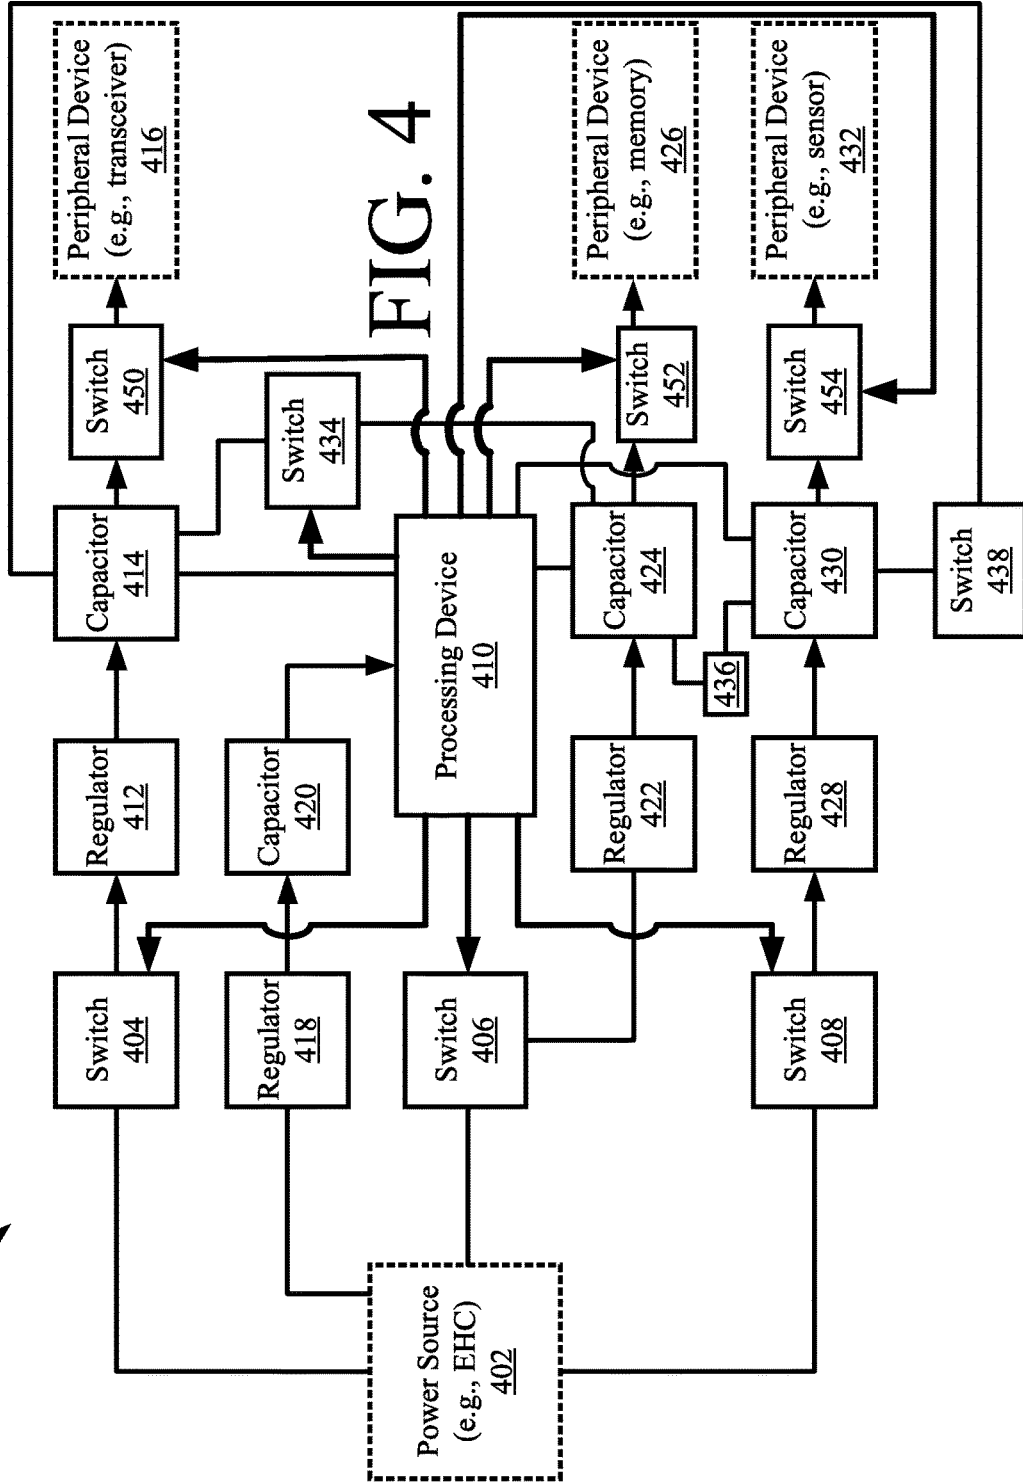 Switch
404
Regulator
412
Capacitor
414
Switch
450
Peripheral Device
(e.g., transceiver)
416
Regulator
418
Capacitor
420
Switch
434
FIG. 4
Power Source
(e.g., EHC)
402
Switch
406
Processing Device
410
Regulator
422
Capacitor
424
Switch
452
Peripheral Device
(e.g., memory)
426
436
Switch
408
Regulator
428
Capacitor
430
Switch
454
Peripheral Device
(e.g., sensor)
432
Switch
438